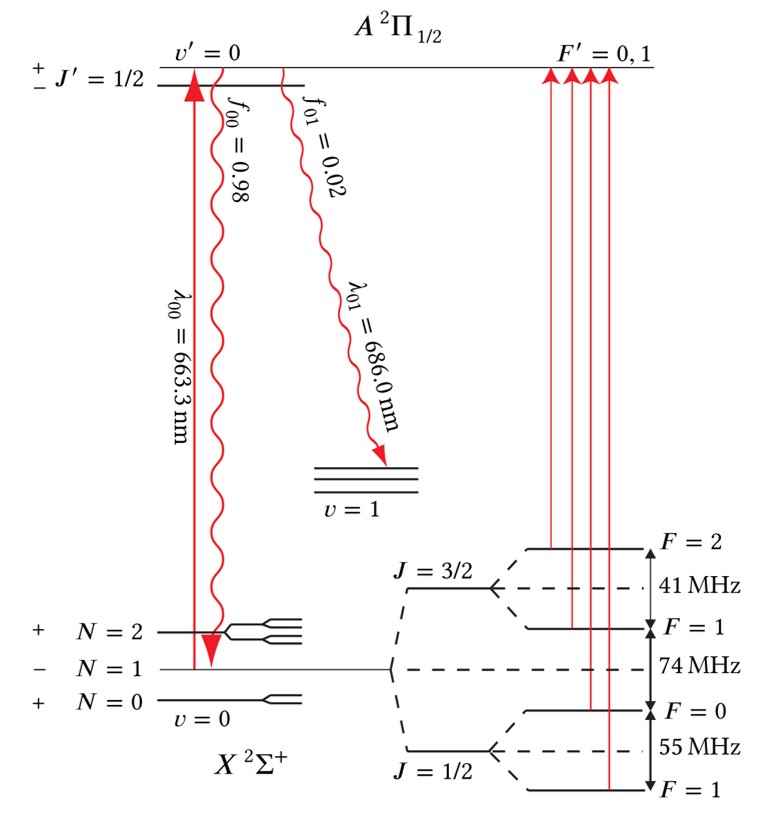 A ²Π₁/₂
v′ = 0
F′ = 0, 1
+
− J′ = 1/2
f₀₀ = 0.98
f₀₁ = 0.02
λ₀₀ = 663.3 nm
λ₀₁ = 686.0 nm
v = 1
F = 2
J = 3/2
41 MHz
+ N = 2
F = 1
− N = 1
74 MHz
+ N = 0
F = 0
v = 0
55 MHz
X ²Σ⁺
J = 1/2
F = 1